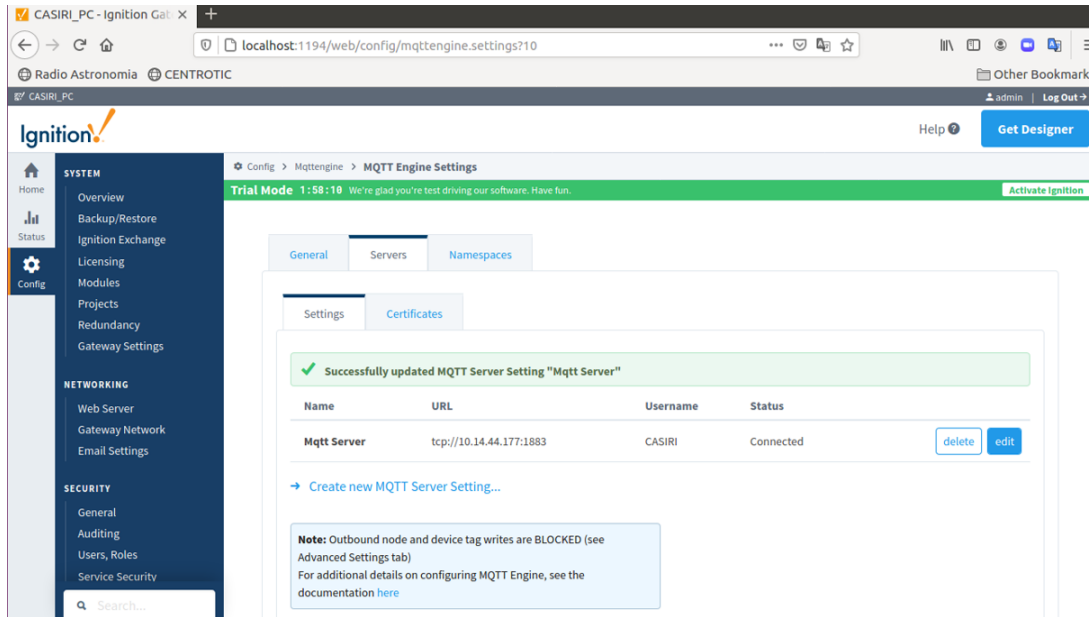 CASIRI_PC - Ignition Gat
localhost:1194/web/config/mqttengine.settings?10
Radio Astronomia CENTROTIC Other Bookmark
CASIRI_PC admin | Log Out
Ignition! Help Get Designer
Config > Mqttengine > MQTT Engine Settings
Trial Mode 1:58:10 We're glad you're test driving our software. Have fun. Activate Ignition
Home
Status
Config
SYSTEM
Overview
Backup/Restore
Ignition Exchange
Licensing
Modules
Projects
Redundancy
Gateway Settings
NETWORKING
Web Server
Gateway Network
Email Settings
SECURITY
General
Auditing
Users, Roles
Service Security
Search...
General Servers Namespaces
Settings Certificates
Successfully updated MQTT Server Setting "Mqtt Server"
Name URL Username Status
Mqtt Server tcp://10.14.44.177:1883 CASIRI Connected delete edit
→ Create new MQTT Server Setting...
Note: Outbound node and device tag writes are BLOCKED (see
Advanced Settings tab)
For additional details on configuring MQTT Engine, see the
documentation here